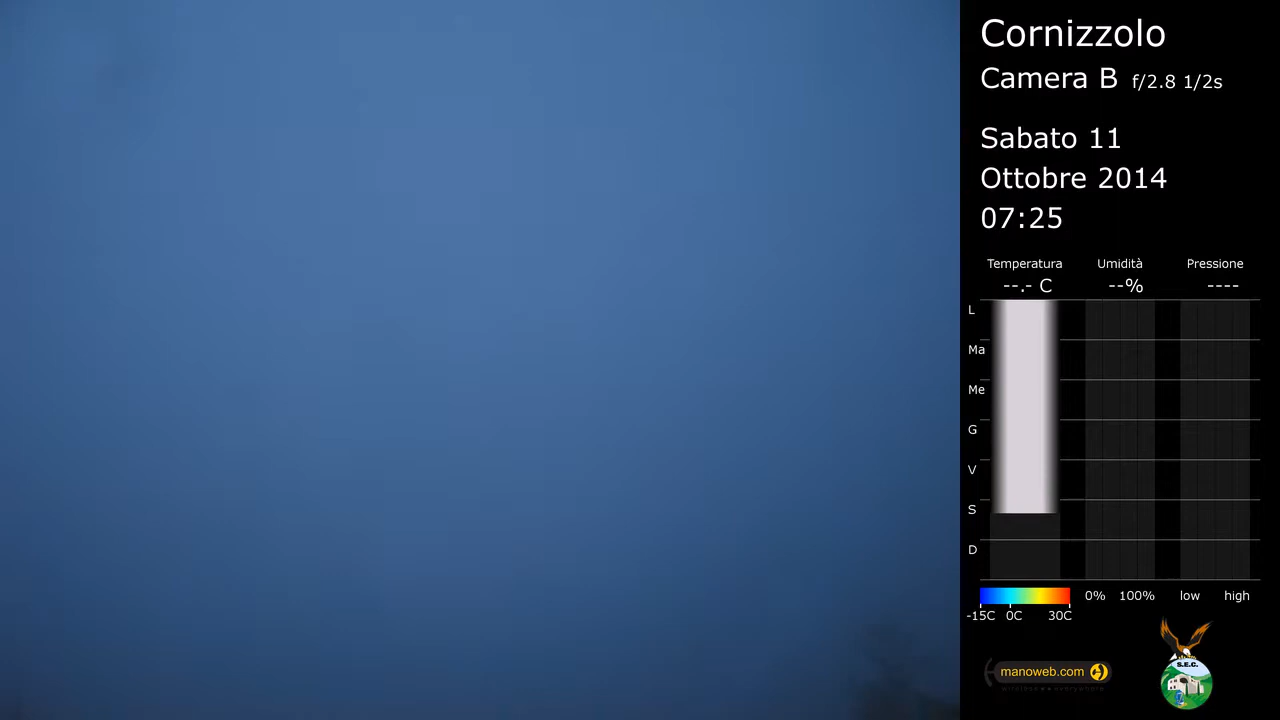 Cornizzolo
Camera B f/2.8 1/2s
Sabato 11
Ottobre 2014
07:25
Temperatura Umidità Pressione
--.- C --% ----
L
Ma
Me
G
V
S
D
0% 100% low high
-15C 0C 30C
manoweb.com
S.E.C.